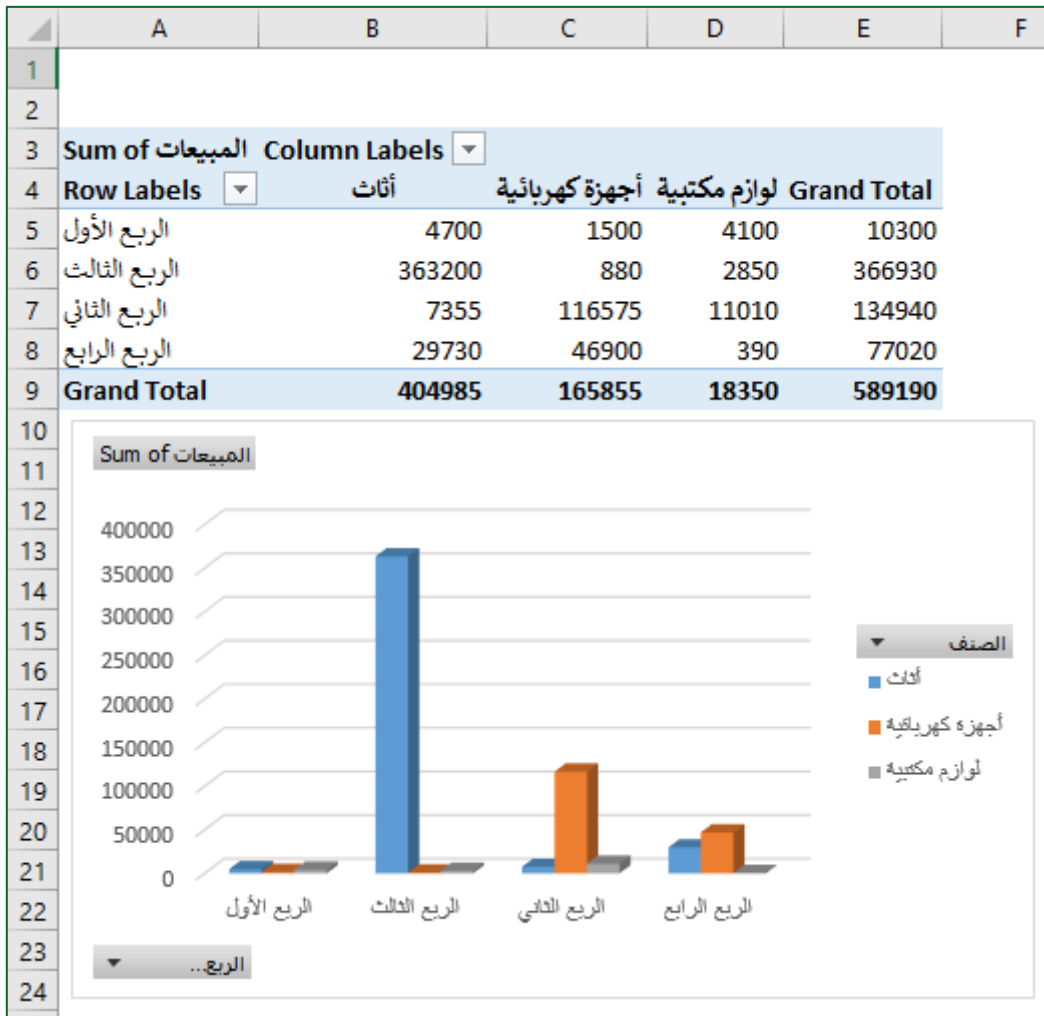 A B C D E F
1
2
3 Sum of المبيعات Column Labels
4 Row Labels أثاث أجهزة كهربائية لوازم مكتبية Grand Total
5 الربع الأول 4700 1500 4100 10300
6 الربع الثالث 363200 880 2850 366930
7 الربع الثاني 7355 116575 11010 134940
8 الربع الرابع 29730 46900 390 77020
9 Grand Total 404985 165855 18350 589190
10
11
12
13
14
15
16
17
18
19
20
21
22
23
24
Sum of المبيعات
400000
350000
300000
250000
200000
150000
100000
50000
0
الربع الأول الربع الثالث الربع الثاني الربع الرابع
الصنف
أثاث
أجهزة كهربائية
لوازم مكتبية
الربع...